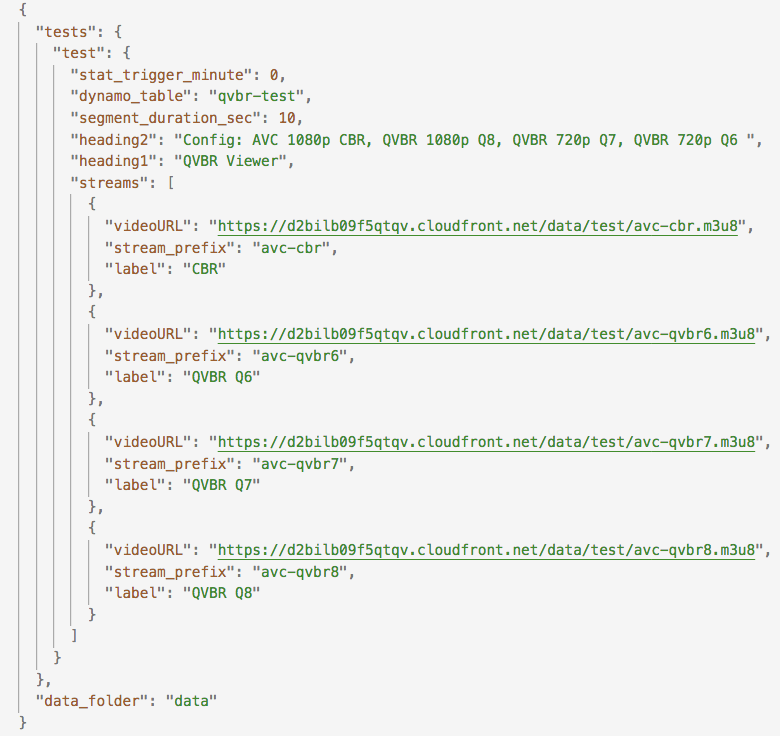 {
"tests": {
"test": {
"stat_trigger_minute": 0,
"dynamo_table": "qvbr-test",
"segment_duration_sec": 10,
"heading2": "Config: AVC 1080p CBR, QVBR 1080p Q8, QVBR 720p Q7, QVBR 720p Q6 ",
"heading1": "QVBR Viewer",
"streams": [
{
"videoURL": "https://d2bilb09f5qtqv.cloudfront.net/data/test/avc-cbr.m3u8",
"stream_prefix": "avc-cbr",
"label": "CBR"
},
{
"videoURL": "https://d2bilb09f5qtqv.cloudfront.net/data/test/avc-qvbr6.m3u8",
"stream_prefix": "avc-qvbr6",
"label": "QVBR Q6"
},
{
"videoURL": "https://d2bilb09f5qtqv.cloudfront.net/data/test/avc-qvbr7.m3u8",
"stream_prefix": "avc-qvbr7",
"label": "QVBR Q7"
},
{
"videoURL": "https://d2bilb09f5qtqv.cloudfront.net/data/test/avc-qvbr8.m3u8",
"stream_prefix": "avc-qvbr8",
"label": "QVBR Q8"
}
]
}
},
"data_folder": "data"
}